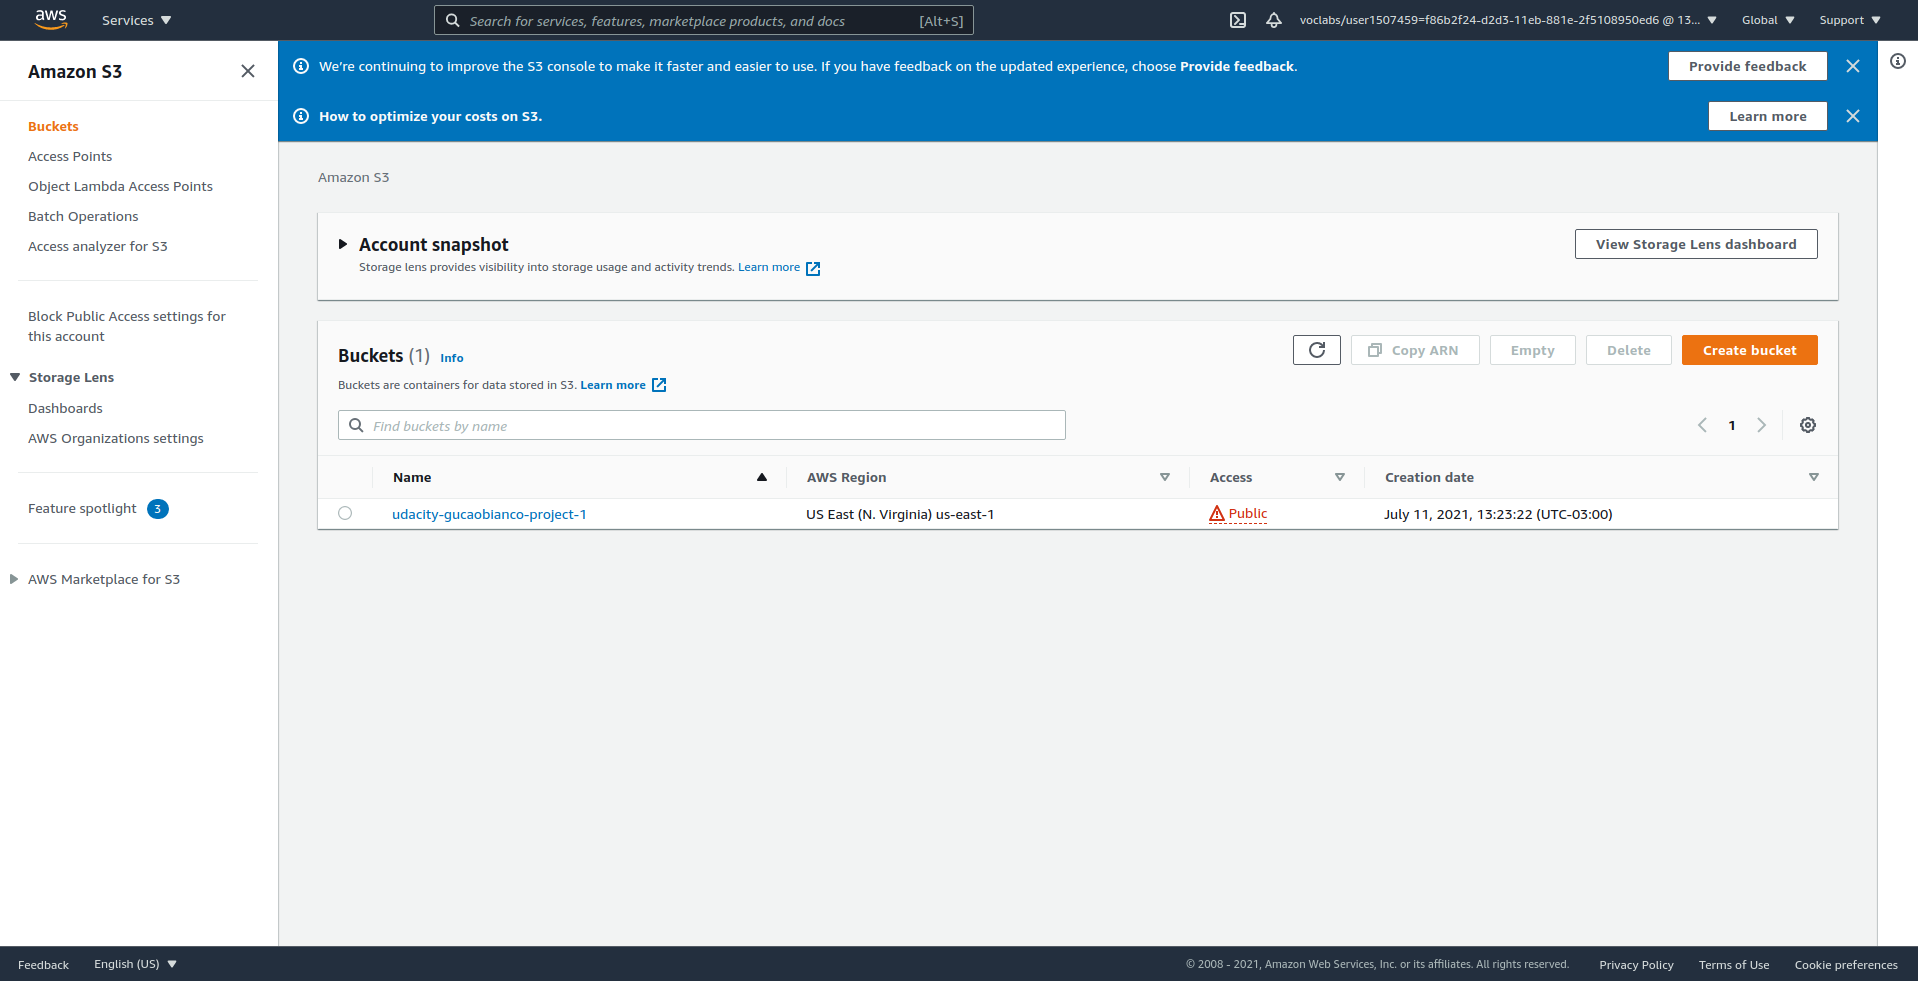 aws
Services
Search for services, features, marketplace products, and docs [Alt+S]
voclabs/user1507459=f86b2f24-d2d3-11eb-881e-2f5108950ed6 @ 13...
Global
Support
Amazon S3
Buckets
Access Points
Object Lambda Access Points
Batch Operations
Access analyzer for S3
Block Public Access settings for
this account
Storage Lens
Dashboards
AWS Organizations settings
Feature spotlight 3
AWS Marketplace for S3
We're continuing to improve the S3 console to make it faster and easier to use. If you have feedback on the updated experience, choose Provide feedback.
Provide feedback
How to optimize your costs on S3.
Learn more
Amazon S3
Account snapshot
Storage lens provides visibility into storage usage and activity trends. Learn more
View Storage Lens dashboard
Buckets (1) Info
Buckets are containers for data stored in S3. Learn more
Copy ARN
Empty
Delete
Create bucket
Find buckets by name
1
Name AWS Region Access Creation date
udacity-gucaobianco-project-1 US East (N. Virginia) us-east-1 Public July 11, 2021, 13:23:22 (UTC-03:00)
Feedback English (US) © 2008 - 2021, Amazon Web Services, Inc. or its affiliates. All rights reserved. Privacy Policy Terms of Use Cookie preferences